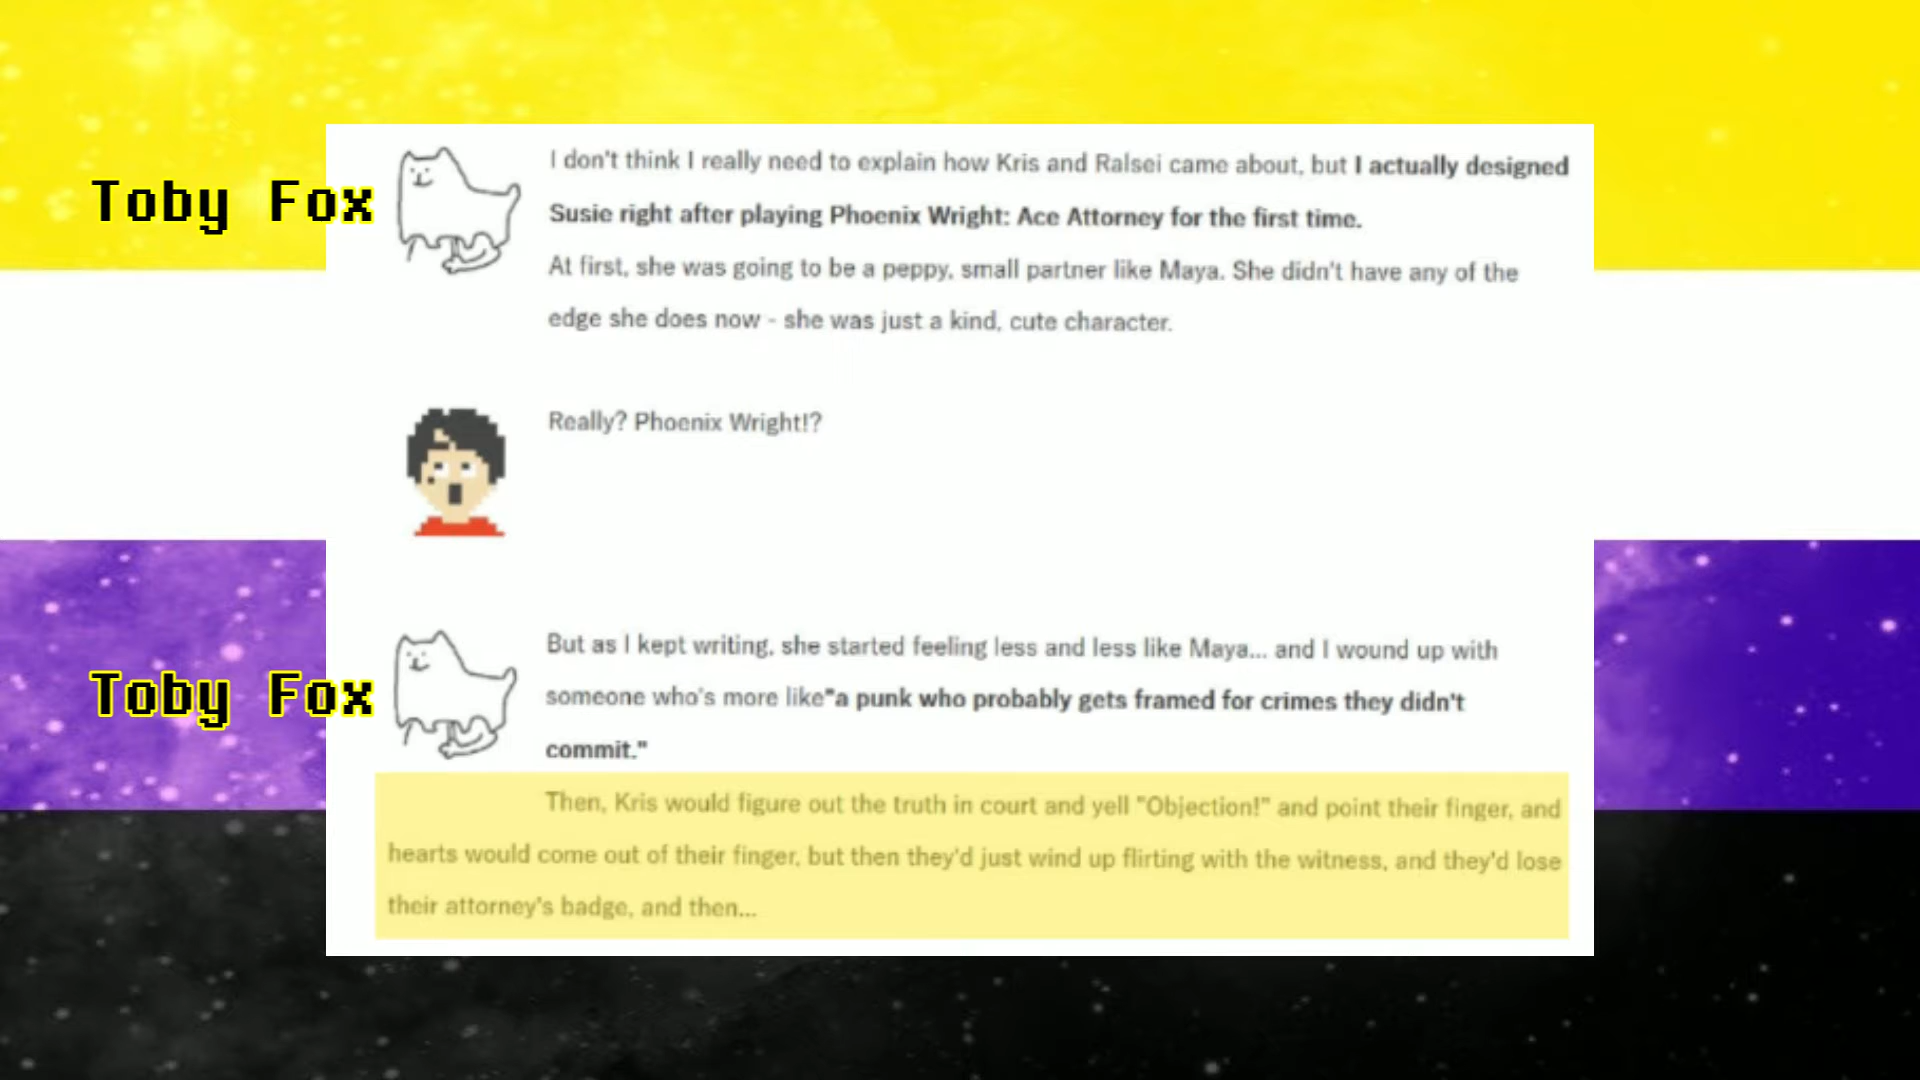 Toby Fox
I don't think I really need to explain how Kris and Ralsei came about, but I actually designed
Susie right after playing Phoenix Wright: Ace Attorney for the first time.
At first, she was going to be a peppy, small partner like Maya. She didn't have any of the
edge she does now - she was just a kind, cute character.
Really? Phoenix Wright!?
Toby Fox
But as I kept writing, she started feeling less and less like Maya... and I wound up with
someone who's more like"a punk who probably gets framed for crimes they didn't
commit."
Then, Kris would figure out the truth in court and yell "Objection!" and point their finger, and
hearts would come out of their finger, but then they'd just wind up flirting with the witness, and they'd lose
their attorney's badge, and then...